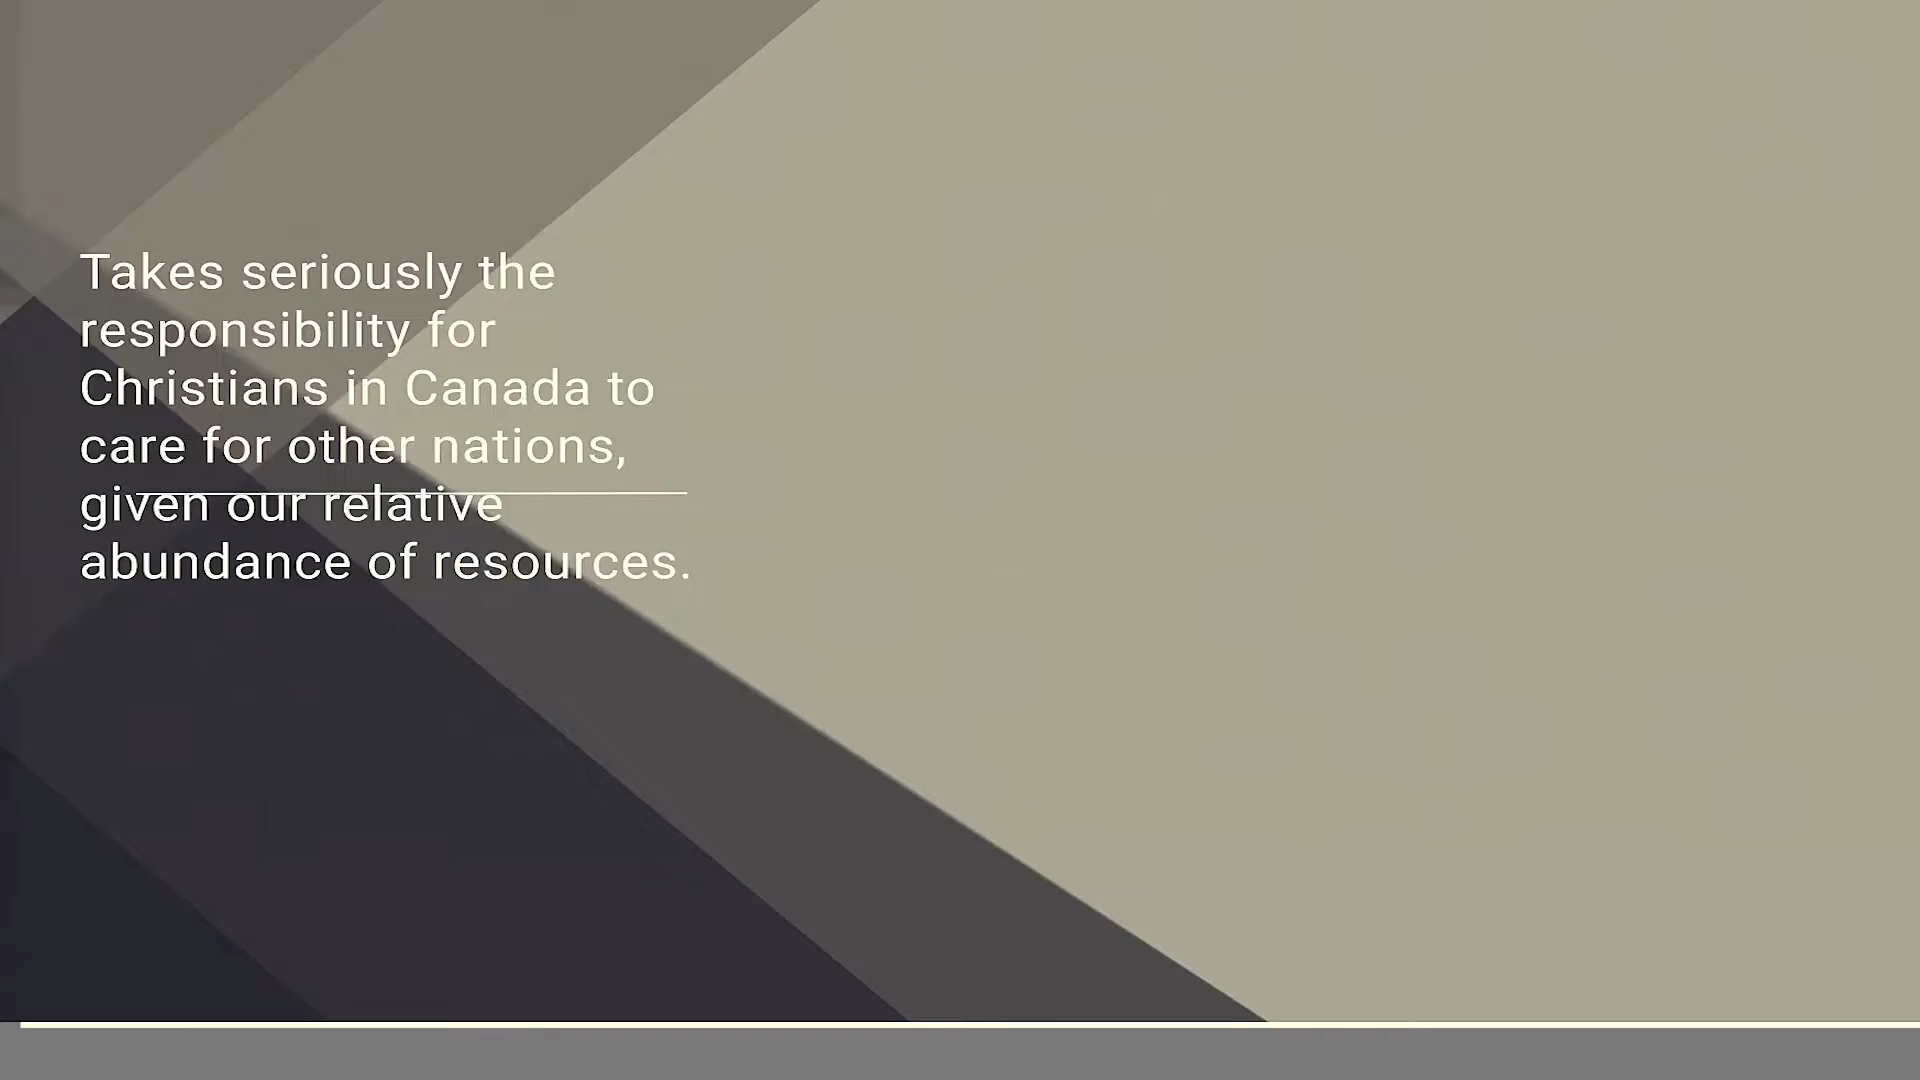 Takes seriously the
responsibility for
Christians in Canada to
care for other nations,
given our relative
abundance of resources.